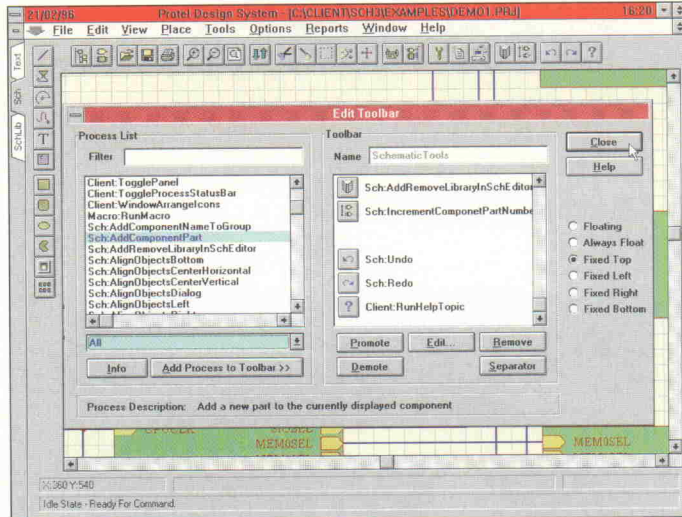 21/02/96
Protel Design System - [C:\CLIENT\SCH3\EXAMPLES\DEMO1.PRJ]
16:20
File Edit View Place Tools Options Reports Window Help
Text
Sch
SchLib
T
Edit Toolbar
Process List
Filter
Client:TogglePanel
Client:ToggleProcessStatusBar
Client:WindowArrangeIcons
Macro:RunMacro
Sch:AddComponentNameToGroup
Sch:AddComponentPart
Sch:AddRemoveLibraryInSchEditor
Sch:AlignObjectsBottom
Sch:AlignObjectsCenterHorizontal
Sch:AlignObjectsCenterVertical
Sch:AlignObjectsDialog
Sch:AlignObjectsLeft
All
Info
Add Process to Toolbar >>
Toolbar
Name SchematicTools
Sch:AddRemoveLibraryInSchEditor
Sch:IncrementComponetPartNumbe
Sch:Undo
Sch:Redo
? Client:RunHelpTopic
Promote Edit... Remove
Demote Separator
Close
Help
Floating
Always Float
Fixed Top
Fixed Left
Fixed Right
Fixed Bottom
Process Description: Add a new part to the currently displayed component
MEM0SEL
MEM0SEL
X:360 Y:540
Idle State - Ready For Command.